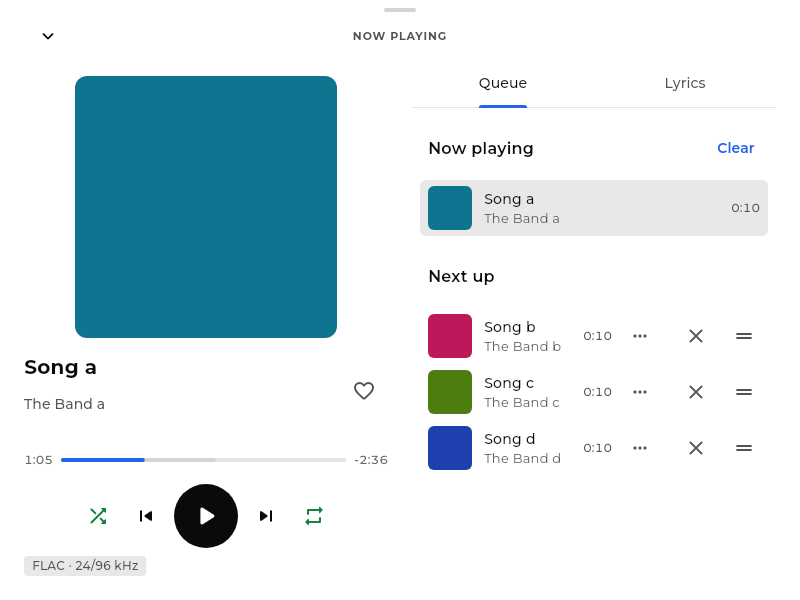 NOW PLAYING
Song a
The Band a
1:05
-2:36
FLAC · 24/96 kHz
Queue
Lyrics
Now playing
Clear
Song a
0:10
The Band a
Next up
Song b
0:10
The Band b
Song c
0:10
The Band c
Song d
0:10
The Band d